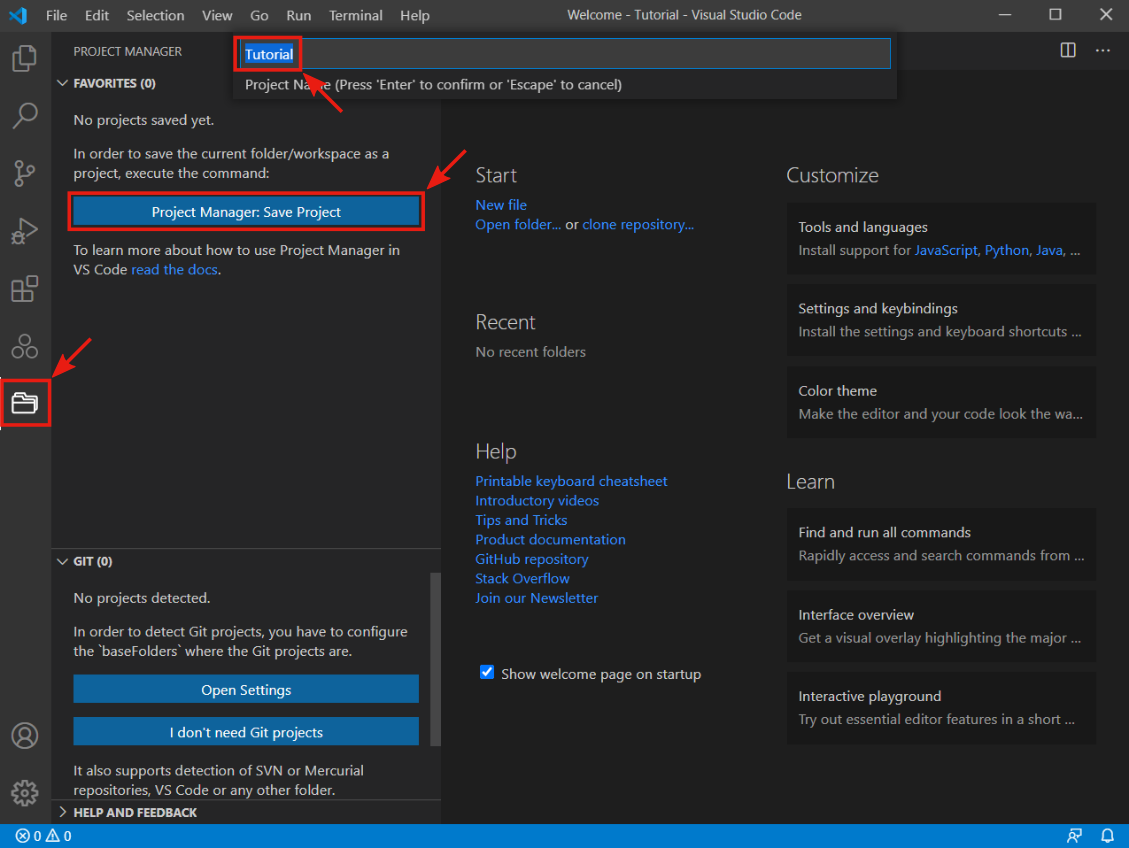 File Edit Selection View Go Run Terminal Help
Welcome - Tutorial - Visual Studio Code
Tutorial
Project Name (Press 'Enter' to confirm or 'Escape' to cancel)
PROJECT MANAGER
FAVORITES (0)
No projects saved yet.
In order to save the current folder/workspace as a
project, execute the command:
Project Manager: Save Project
To learn more about how to use Project Manager in
VS Code read the docs.
GIT (0)
No projects detected.
In order to detect Git projects, you have to configure
the `baseFolders` where the Git projects are.
Open Settings
I don't need Git projects
It also supports detection of SVN or Mercurial
repositories, VS Code or any other folder.
HELP AND FEEDBACK
Start
New file
Open folder... or clone repository...
Recent
No recent folders
Help
Printable keyboard cheatsheet
Introductory videos
Tips and Tricks
Product documentation
GitHub repository
Stack Overflow
Join our Newsletter
Show welcome page on startup
Customize
Tools and languages
Install support for JavaScript, Python, Java, ...
Settings and keybindings
Install the settings and keyboard shortcuts ...
Color theme
Make the editor and your code look the wa...
Learn
Find and run all commands
Rapidly access and search commands from ...
Interface overview
Get a visual overlay highlighting the major ...
Interactive playground
Try out essential editor features in a short ...
0 0